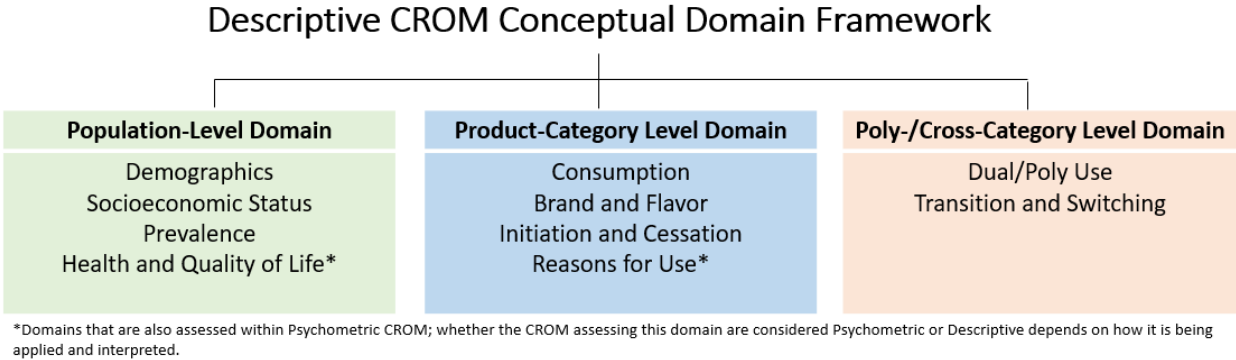 Descriptive CROM Conceptual Domain Framework
Population-Level Domain
Demographics
Socioeconomic Status
Prevalence
Health and Quality of Life*
Product-Category Level Domain
Consumption
Brand and Flavor
Initiation and Cessation
Reasons for Use*
Poly-/Cross-Category Level Domain
Dual/Poly Use
Transition and Switching
*Domains that are also assessed within Psychometric CROM; whether the CROM assessing this domain are considered Psychometric or Descriptive depends on how it is being
applied and interpreted.